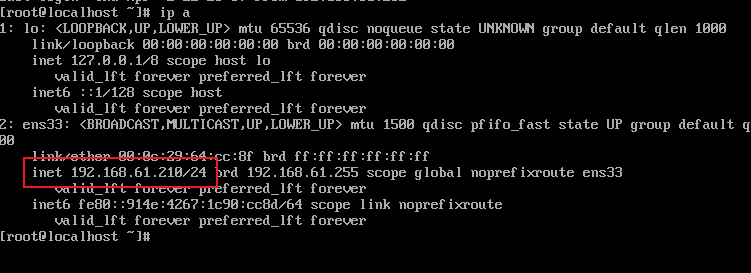 [root@localhost ~]# ip a
1: lo: <LOOPBACK,UP,LOWER_UP> mtu 65536 qdisc noqueue state UNKNOWN group default qlen 1000
    link/loopback 00:00:00:00:00:00 brd 00:00:00:00:00:00
    inet 127.0.0.1/8 scope host lo
       valid_lft forever preferred_lft forever
    inet6 ::1/128 scope host
       valid_lft forever preferred_lft forever
2: ens33: <BROADCAST,MULTICAST,UP,LOWER_UP> mtu 1500 qdisc pfifo_fast state UP group default q
00
    link/ether 00:0c:29:64:cc:8f brd ff:ff:ff:ff:ff:ff
    inet 192.168.61.210/24 brd 192.168.61.255 scope global noprefixroute ens33
       valid_lft forever preferred_lft forever
    inet6 fe80::914e:4267:1c90:cc8d/64 scope link noprefixroute
       valid_lft forever preferred_lft forever
[root@localhost ~]#